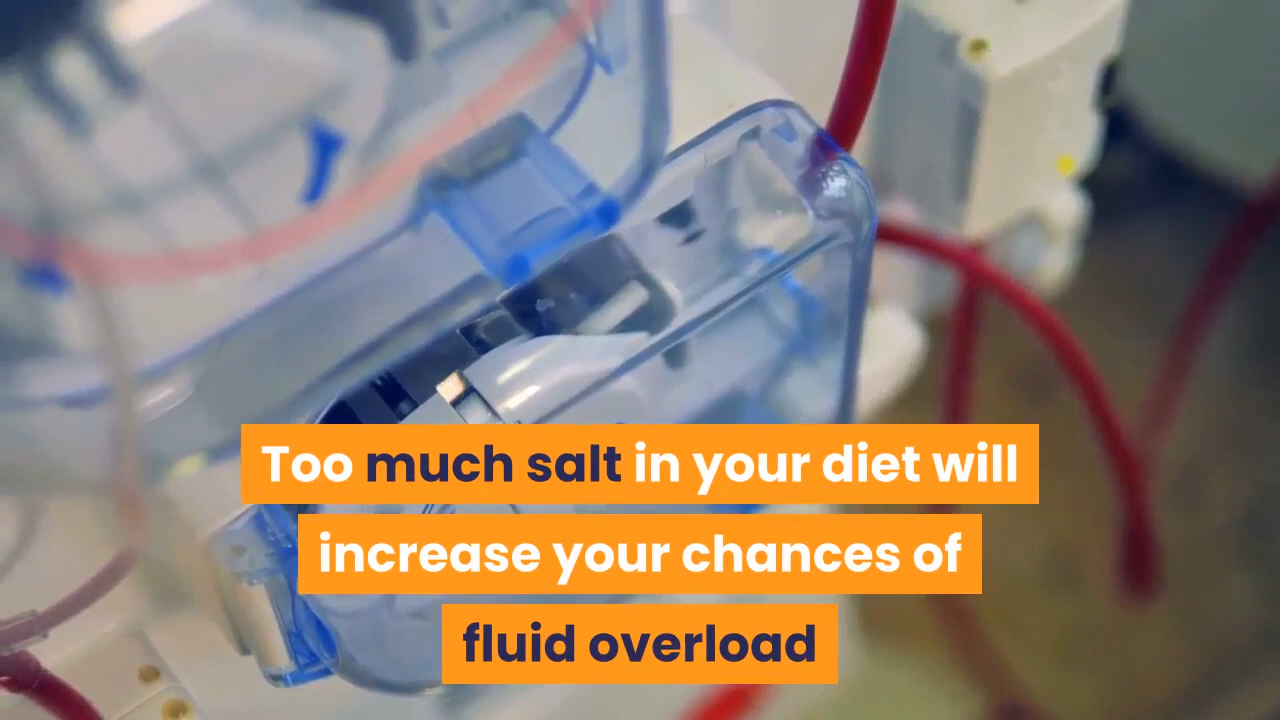 Too much salt in your diet will
increase your chances of
fluid overload